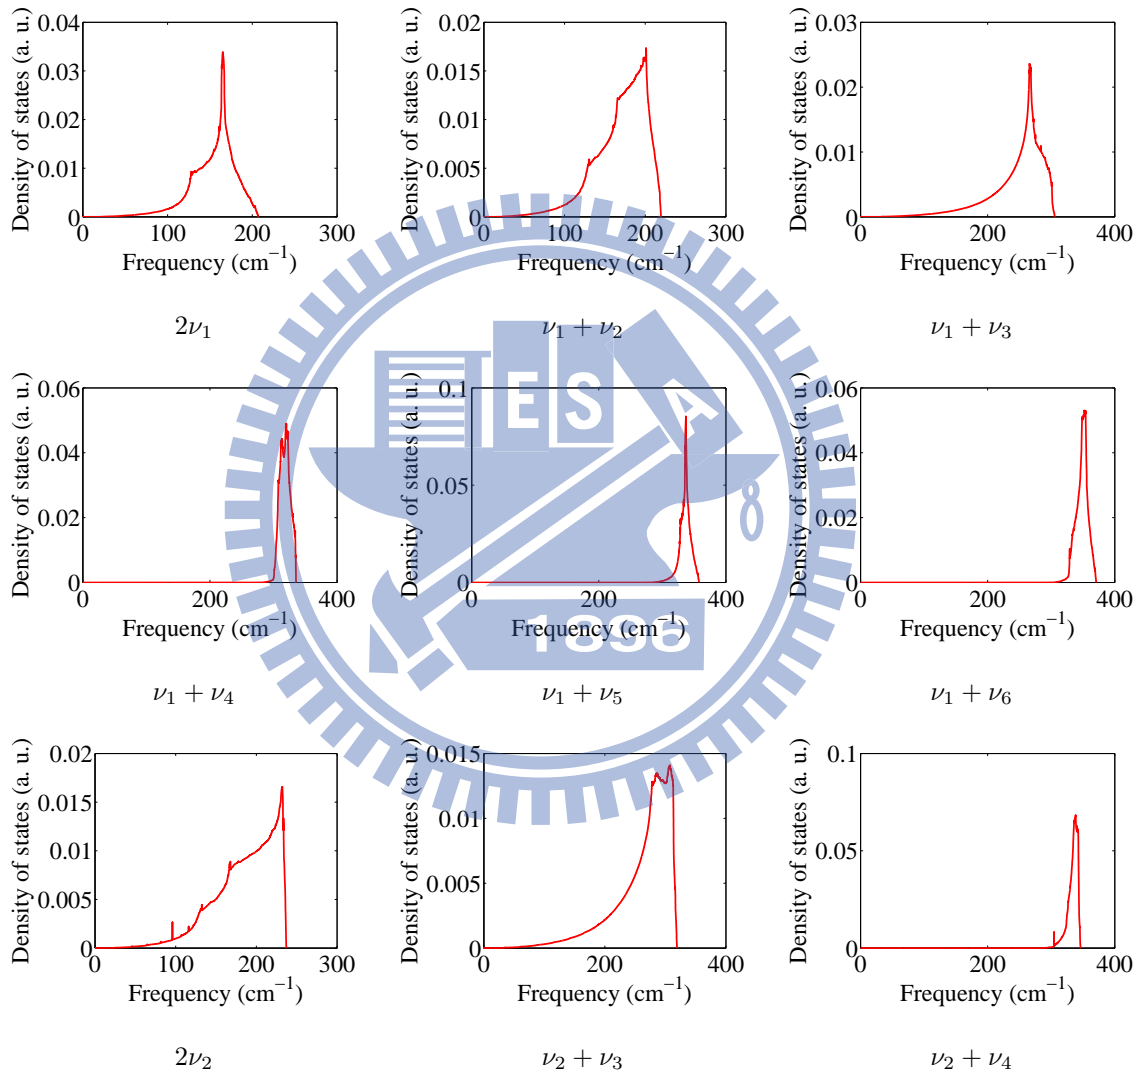 Density of states (a. u.)
0.04
0.03
0.02
0.01
0
0 100 200 300
Frequency (cm⁻¹)
2ν₁
Density of states (a. u.)
0.02
0.015
0.01
0.005
0
0 100 200 300
Frequency (cm⁻¹)
ν₁ + ν₂
Density of states (a. u.)
0.03
0.02
0.01
0
0 200 400
Frequency (cm⁻¹)
ν₁ + ν₃
Density of states (a. u.)
0.06
0.04
0.02
0
0 200 400
Frequency (cm⁻¹)
ν₁ + ν₄
Density of states (a. u.)
0.1
0.05
0
0 200 400
Frequency (cm⁻¹)
ν₁ + ν₅
Density of states (a. u.)
0.06
0.04
0.02
0
0 200 400
Frequency (cm⁻¹)
ν₁ + ν₆
Density of states (a. u.)
0.02
0.015
0.01
0.005
0
0 100 200 300
Frequency (cm⁻¹)
2ν₂
Density of states (a. u.)
0.015
0.01
0.005
0
0 200 400
Frequency (cm⁻¹)
ν₂ + ν₃
Density of states (a. u.)
0.1
0.05
0
0 200 400
Frequency (cm⁻¹)
ν₂ + ν₄
E S A
8
1896